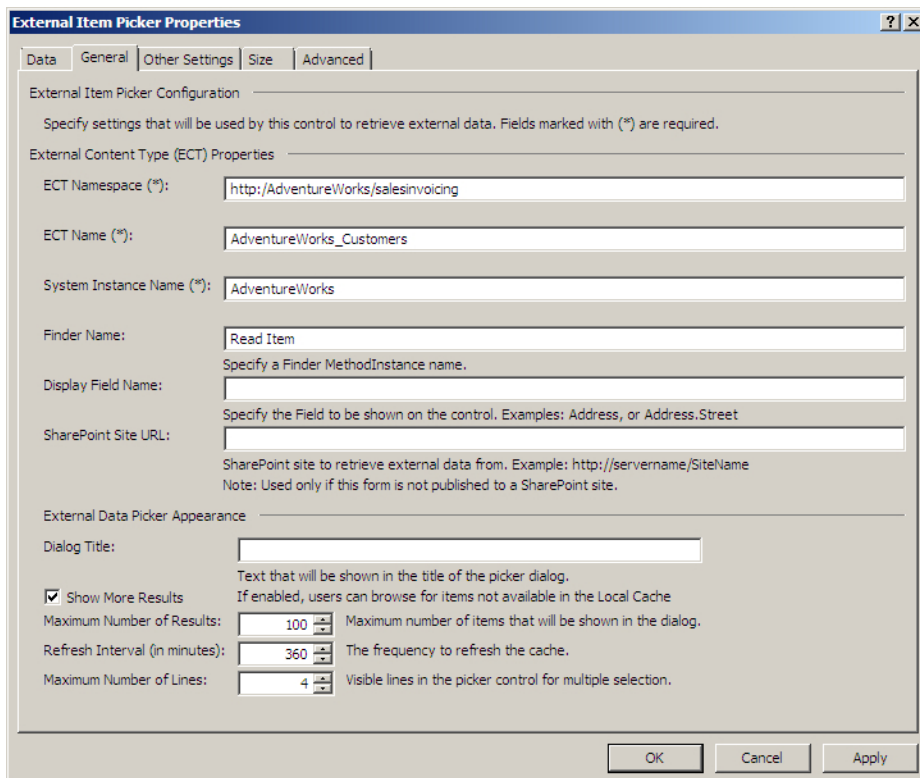 External Item Picker Properties
Data General Other Settings Size Advanced
External Item Picker Configuration
Specify settings that will be used by this control to retrieve external data. Fields marked with (*) are required.
External Content Type (ECT) Properties
ECT Namespace (*): http:/AdventureWorks/salesinvoicing
ECT Name (*): AdventureWorks_Customers
System Instance Name (*): AdventureWorks
Finder Name: Read Item
Specify a Finder MethodInstance name.
Display Field Name:
Specify the Field to be shown on the control. Examples: Address, or Address.Street
SharePoint Site URL:
SharePoint site to retrieve external data from. Example: http://servername/SiteName
Note: Used only if this form is not published to a SharePoint site.
External Data Picker Appearance
Dialog Title:
Text that will be shown in the title of the picker dialog.
Show More Results If enabled, users can browse for items not available in the Local Cache
Maximum Number of Results: 100 Maximum number of items that will be shown in the dialog.
Refresh Interval (in minutes): 360 The frequency to refresh the cache.
Maximum Number of Lines: 4 Visible lines in the picker control for multiple selection.
OK Cancel Apply